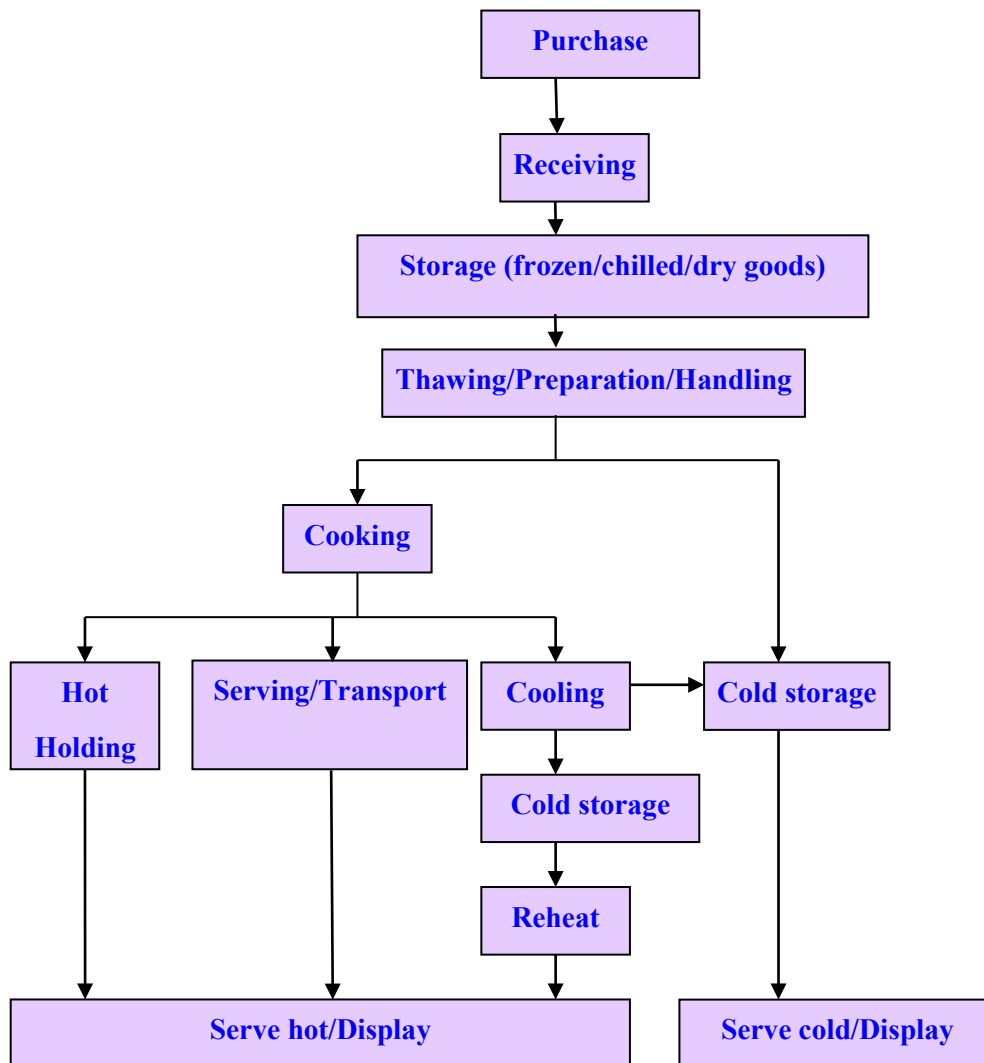 Purchase
Receiving
Storage (frozen/chilled/dry goods)
Thawing/Preparation/Handling
Cooking
Hot
Holding
Serving/Transport
Cooling
Cold storage
Cold storage
Reheat
Serve hot/Display
Serve cold/Display